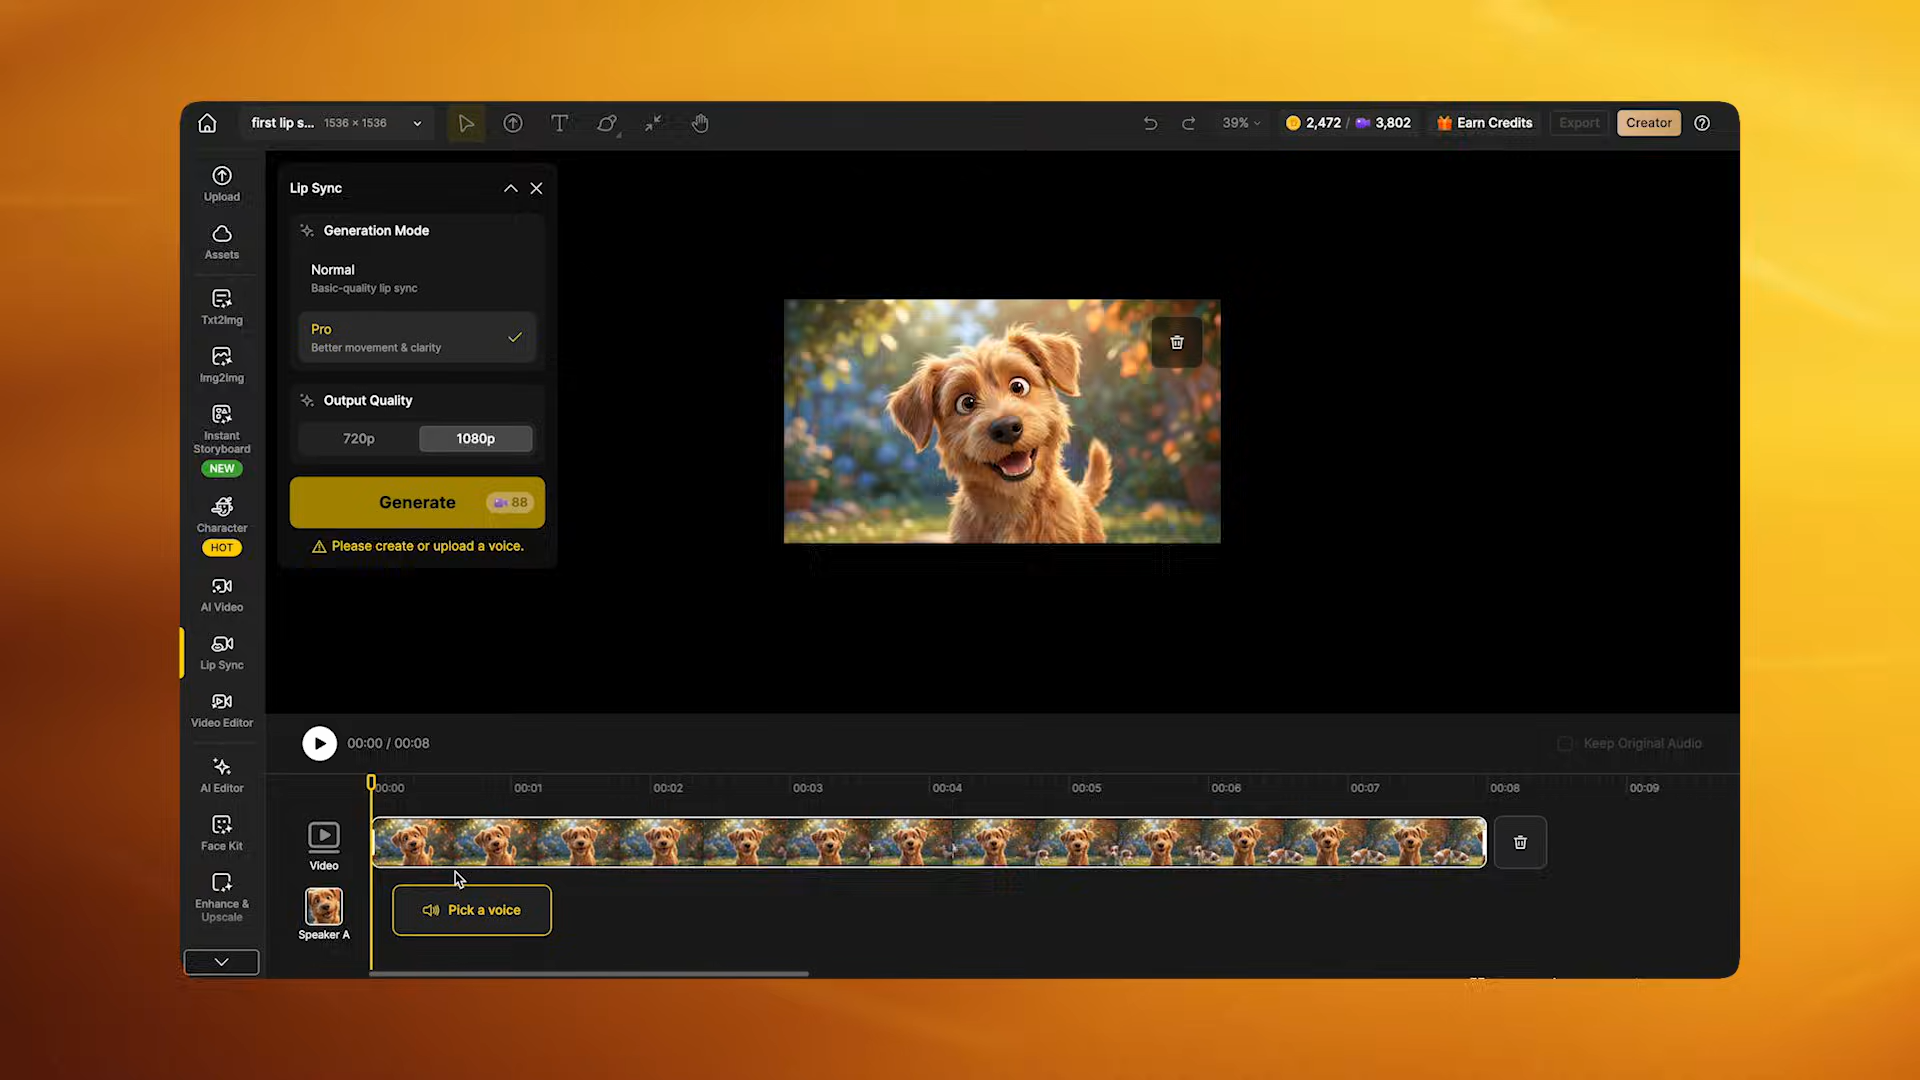 first lip s... 1536 × 1536
39%
2,472 / 3,802
Earn Credits
Export
Creator
Upload
Assets
Txt2Img
Img2Img
Instant
Storyboard
NEW
Character
HOT
AI Video
Lip Sync
Video Editor
AI Editor
Face Kit
Enhance &
Upscale
Lip Sync
Generation Mode
Normal
Basic-quality lip sync
Pro
Better movement & clarity
Output Quality
720p 1080p
Generate 88
Please create or upload a voice.
00:00 / 00:08
Keep Original Audio
00:00 00:01 00:02 00:03 00:04 00:05 00:06 00:07 00:08 00:09
Video
Pick a voice
Speaker A